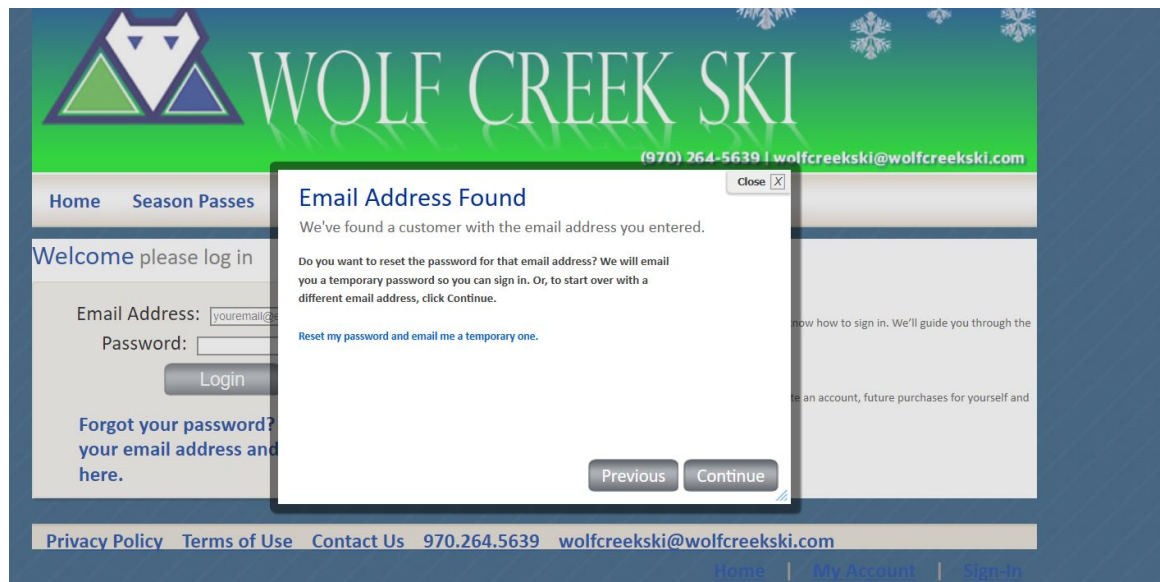 WOLF CREEK SKI
(970) 264-5639 | wolfcreekski@wolfcreekski.com
Home Season Passes
Welcome please log in
Email Address: youremail@e
Password:
Login
Forgot your password?
your email address and
here.
Close X
Email Address Found
We've found a customer with the email address you entered.
Do you want to reset the password for that email address? We will email
you a temporary password so you can sign in. Or, to start over with a
different email address, click Continue.
Reset my password and email me a temporary one.
Previous Continue
now how to sign in. We'll guide you through the
te an account, future purchases for yourself and
Privacy Policy Terms of Use Contact Us 970.264.5639 wolfcreekski@wolfcreekski.com
Home | My Account | Sign-In